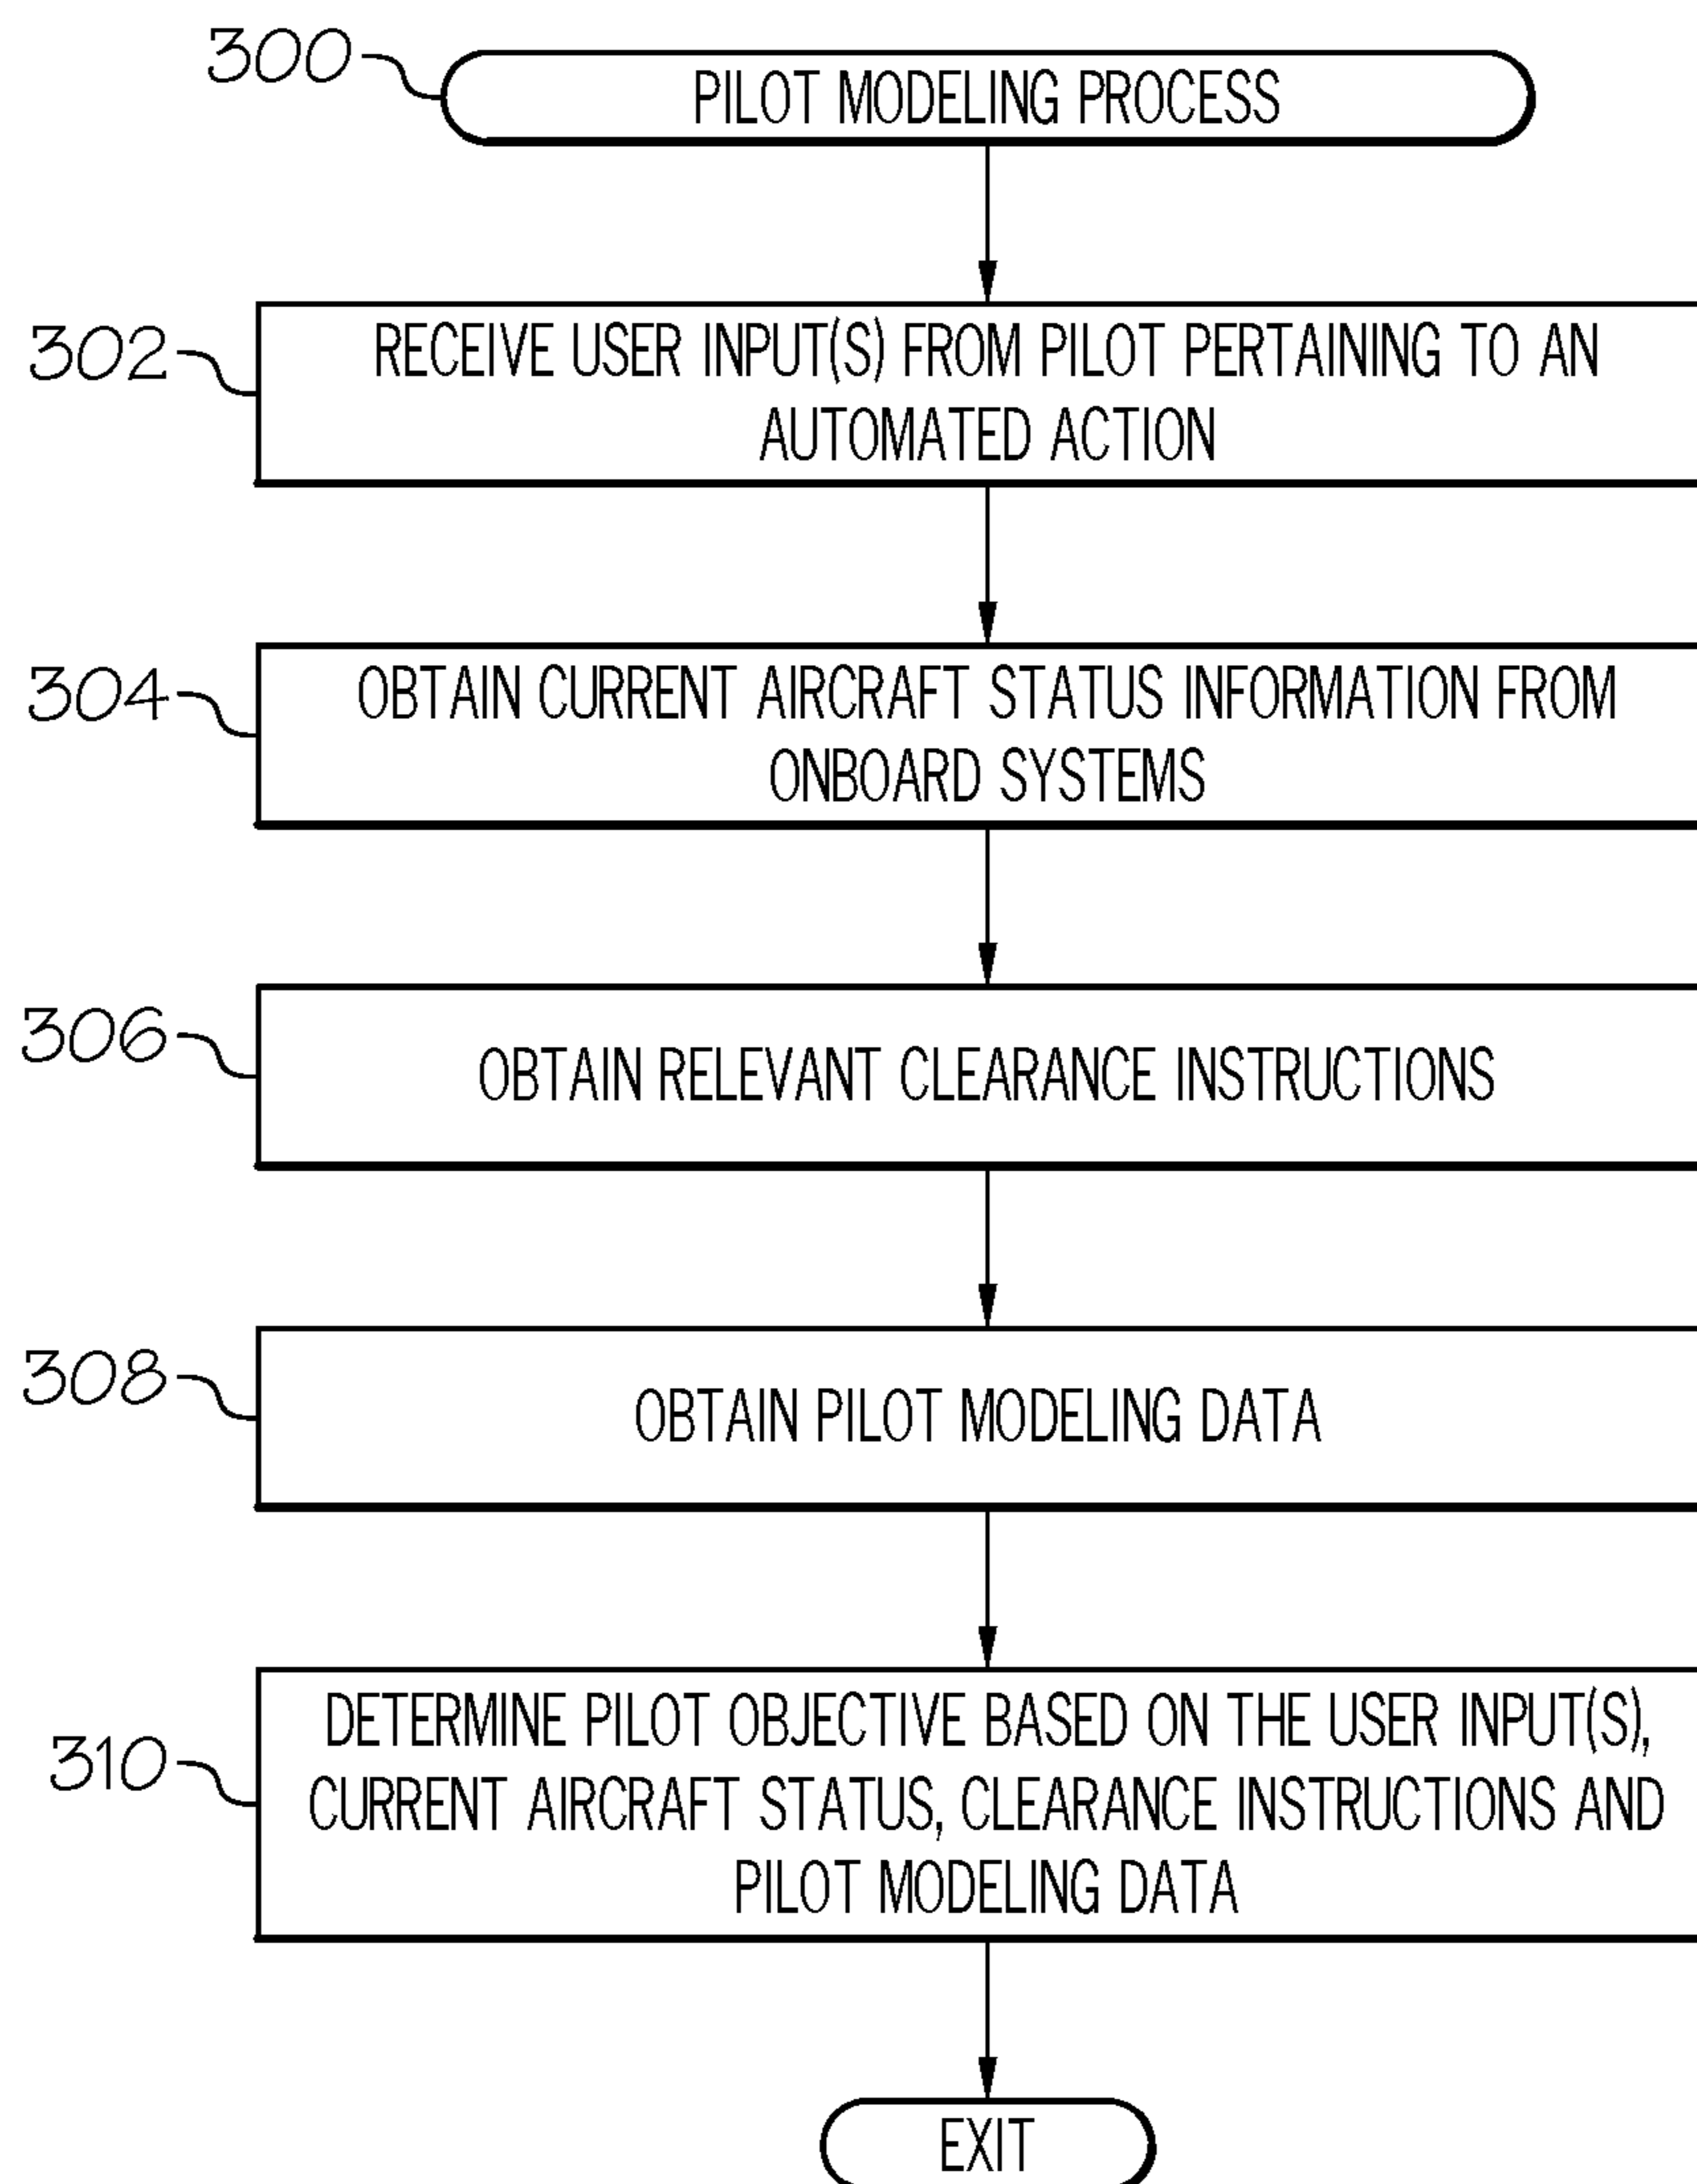 300
PILOT MODELING PROCESS
302
RECEIVE USER INPUT(S) FROM PILOT PERTAINING TO AN
AUTOMATED ACTION
304
OBTAIN CURRENT AIRCRAFT STATUS INFORMATION FROM
ONBOARD SYSTEMS
306
OBTAIN RELEVANT CLEARANCE INSTRUCTIONS
308
OBTAIN PILOT MODELING DATA
310
DETERMINE PILOT OBJECTIVE BASED ON THE USER INPUT(S),
CURRENT AIRCRAFT STATUS, CLEARANCE INSTRUCTIONS AND
PILOT MODELING DATA
EXIT